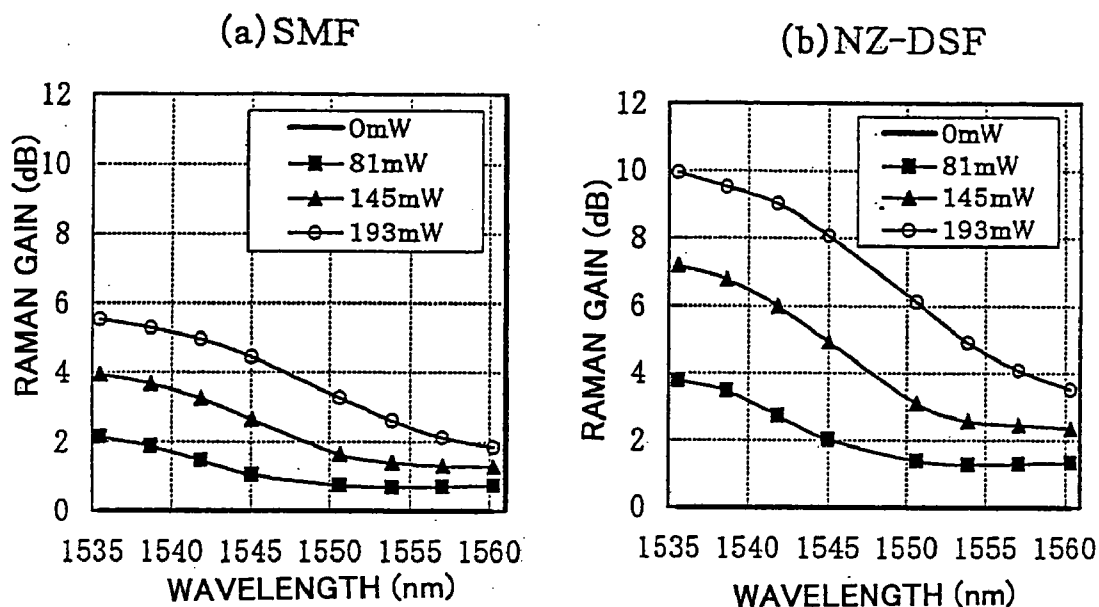 (a)SMF
RAMAN GAIN (dB)
12
10
8
6
4
2
0
0mW
81mW
145mW
193mW
1535 1540 1545 1550 1555 1560
WAVELENGTH (nm)
(b)NZ-DSF
RAMAN GAIN (dB)
12
10
8
6
4
2
0
0mW
81mW
145mW
193mW
1535 1540 1545 1550 1555 1560
WAVELENGTH (nm)